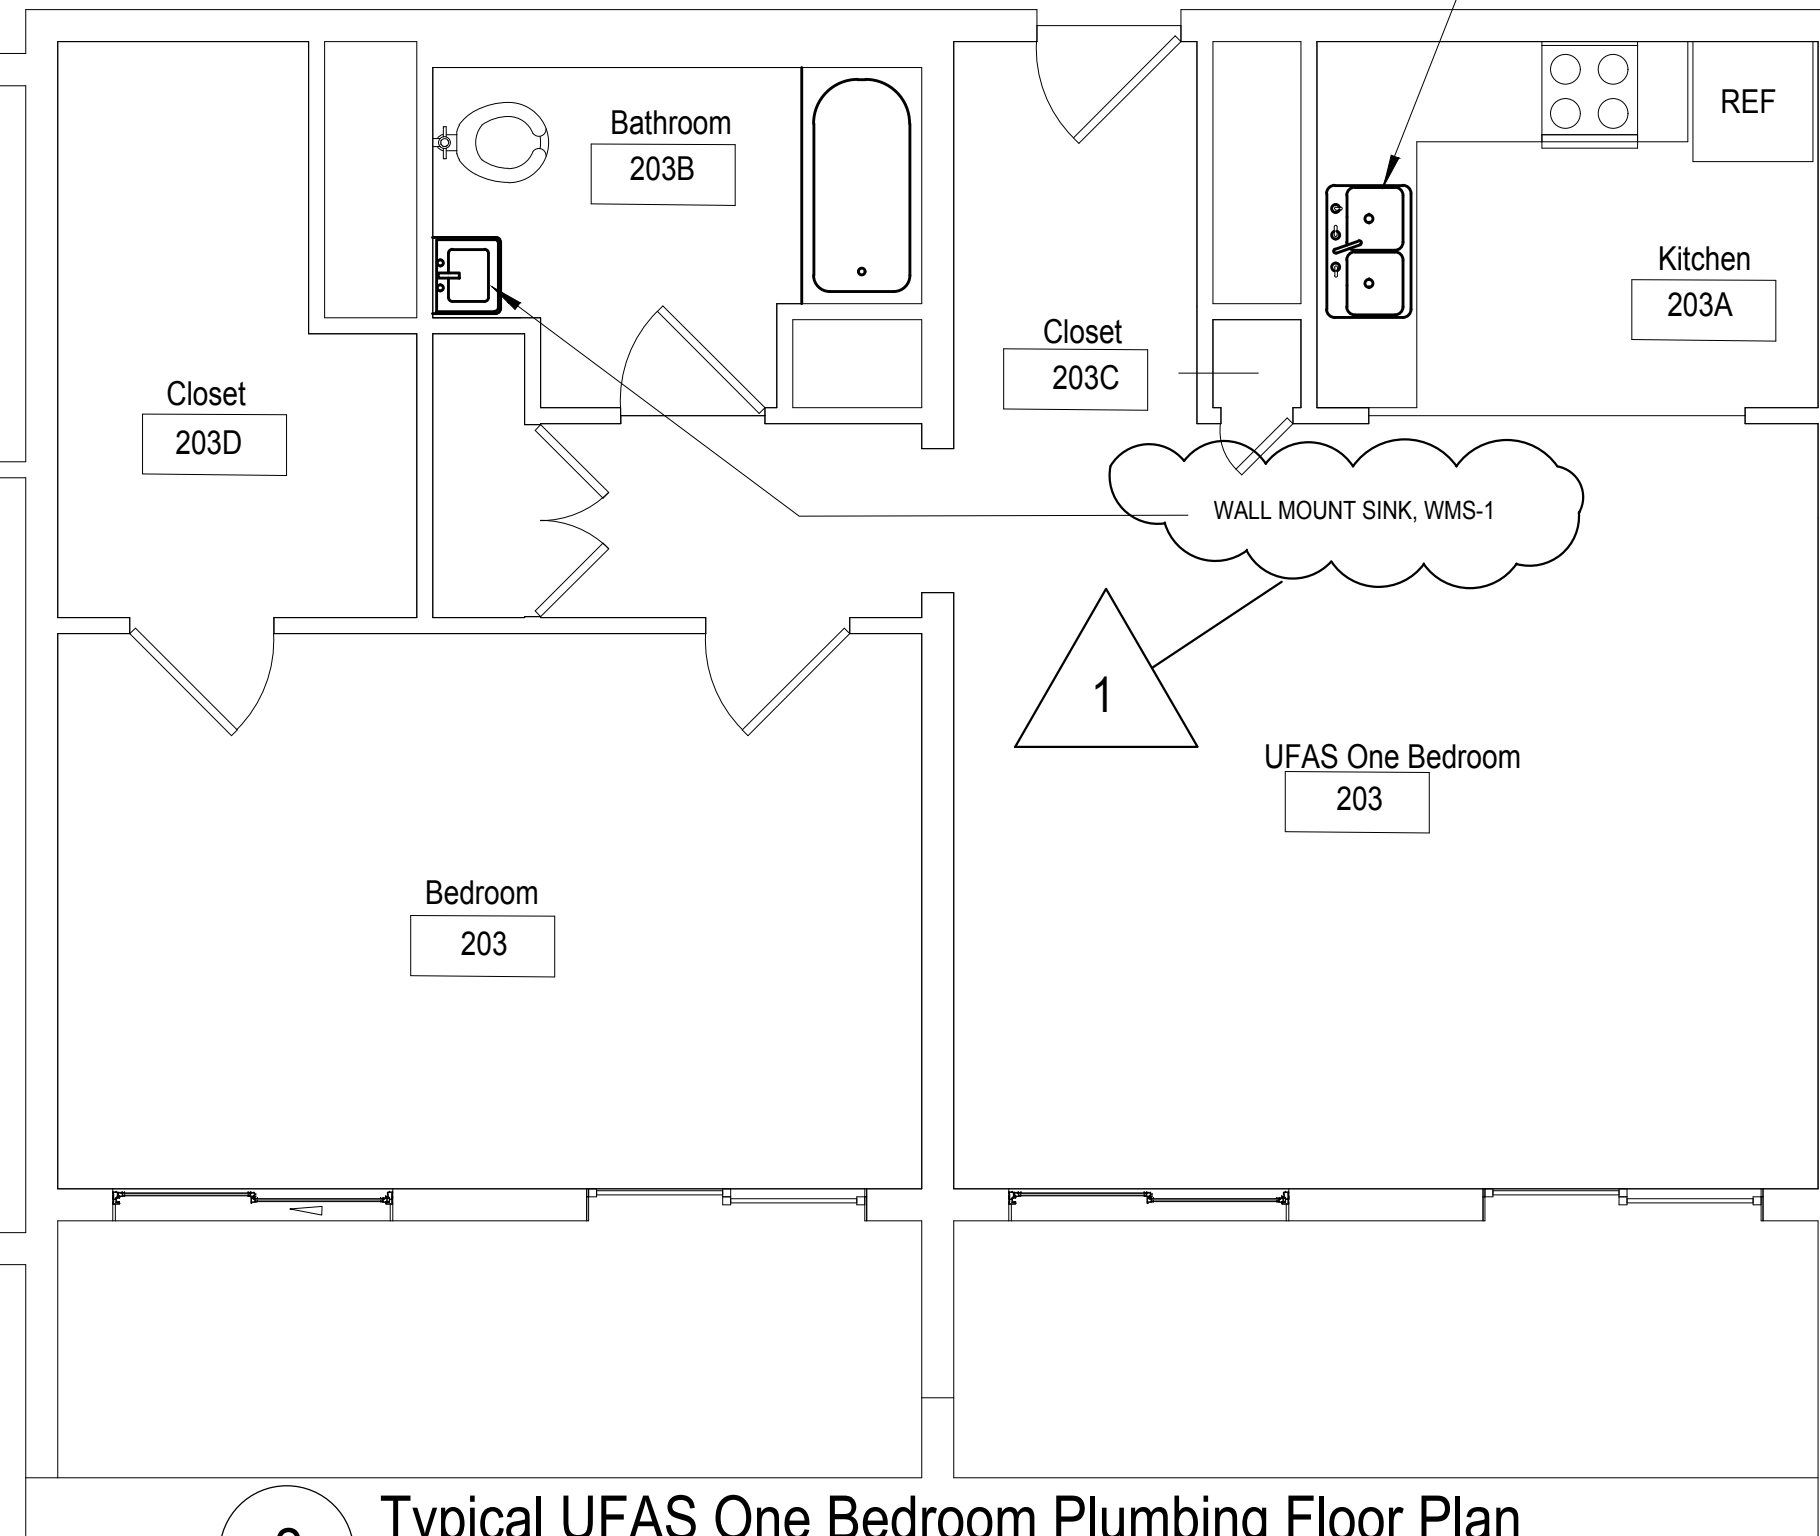 REF
Bathroom
203B
Kitchen
203A
Closet
203C
Closet
203D
WALL MOUNT SINK, WMS-1
1
UFAS One Bedroom
203
Bedroom
203
Typical UFAS One Bedroom Plumbing Floor Plan